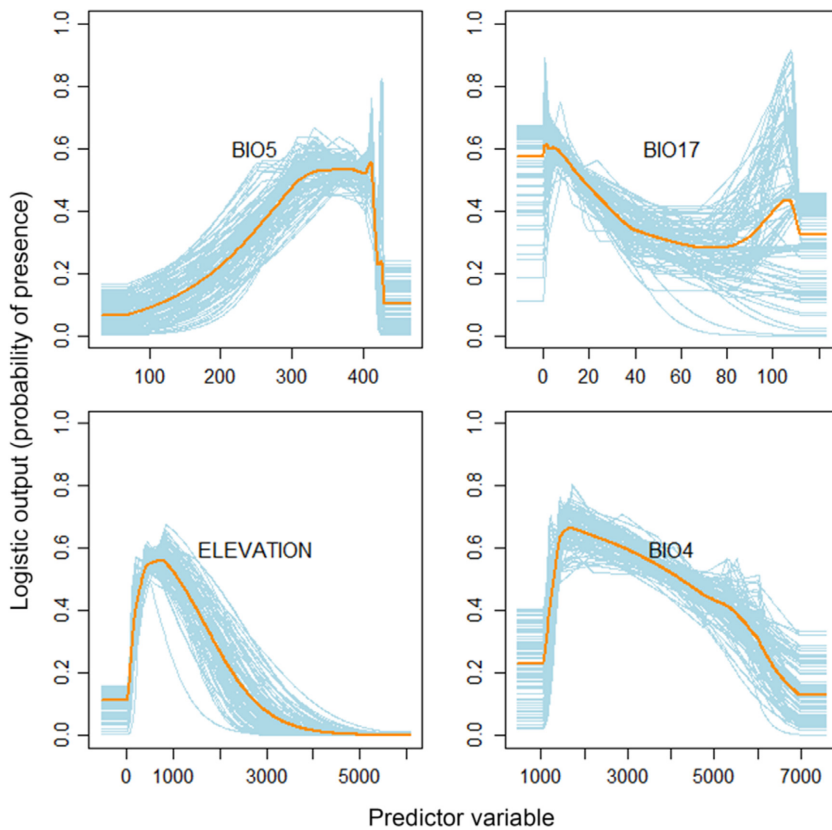 Logistic output (probability of presence)
1.0
0.8
0.6
0.4
0.2
0.0
BIO5
100 200 300 400
1.0
0.8
0.6
0.4
0.2
0.0
BIO17
0 20 40 60 80 100
1.0
0.8
0.6
0.4
0.2
0.0
ELEVATION
0 1000 3000 5000
1.0
0.8
0.6
0.4
0.2
0.0
BIO4
1000 3000 5000 7000
Predictor variable